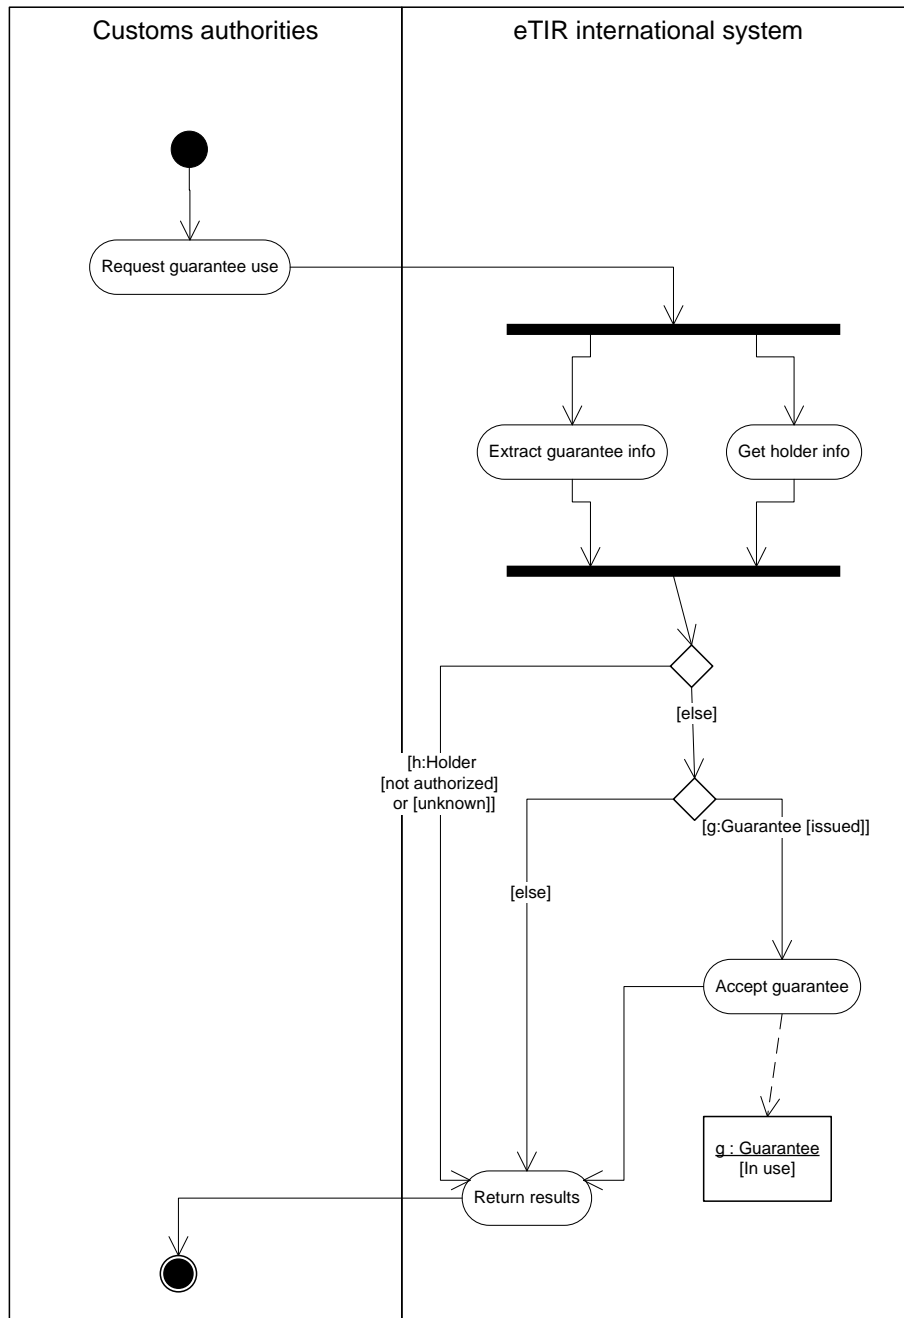 Customs authorities
eTIR international system
Request guarantee use
Extract guarantee info
Get holder info
[else]
[h:Holder
[not authorized]
or [unknown]]
[g:Guarantee [issued]]
[else]
Accept guarantee
g : Guarantee
[In use]
Return results